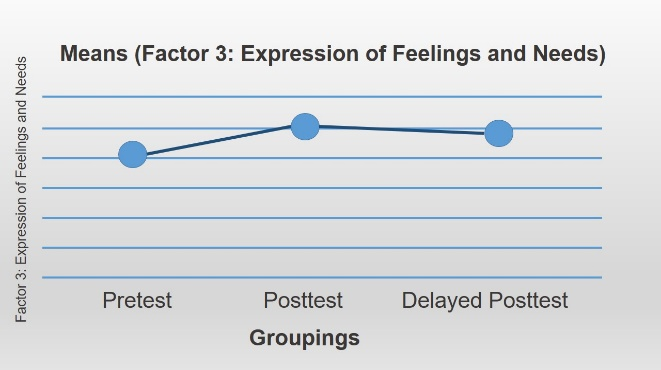 Means (Factor 3: Expression of Feelings and Needs)
Factor 3: Expression of Feelings and Needs
Pretest
Posttest
Delayed Posttest
Groupings